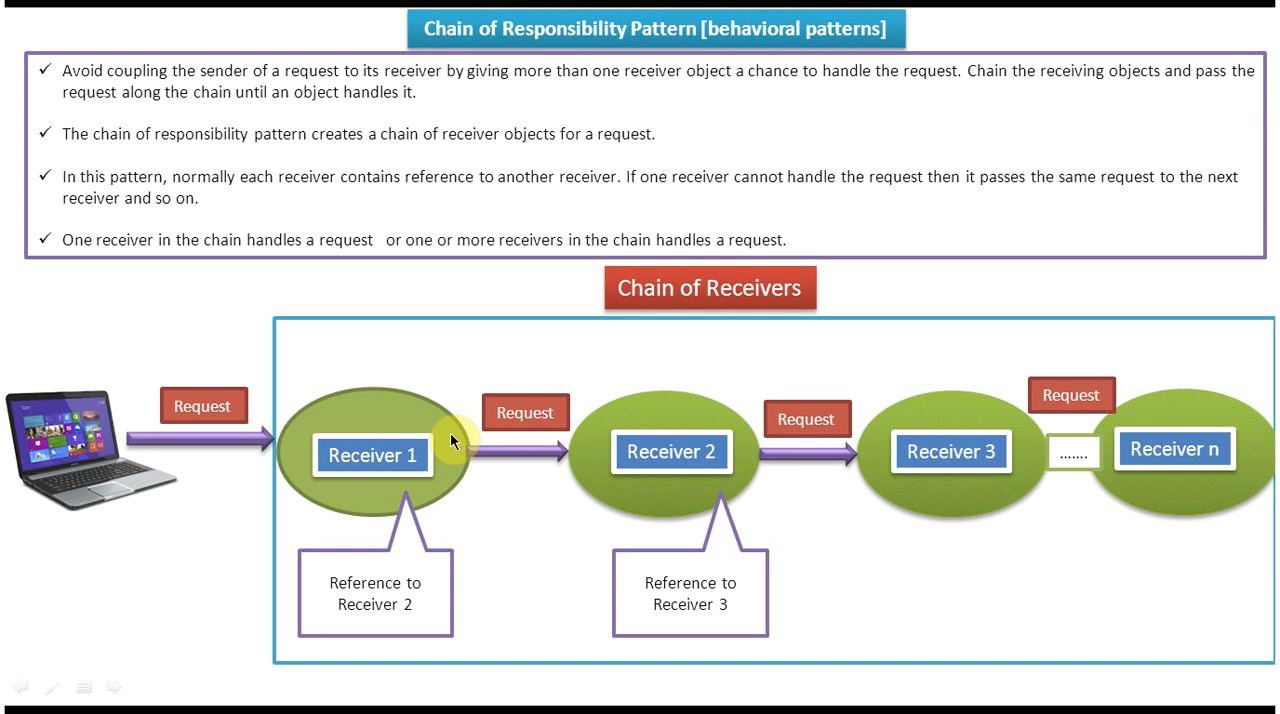 Chain of Responsibility Pattern [behavioral patterns]
✓ Avoid coupling the sender of a request to its receiver by giving more than one receiver object a chance to handle the request. Chain the receiving objects and pass the
request along the chain until an object handles it.
✓ The chain of responsibility pattern creates a chain of receiver objects for a request.
✓ In this pattern, normally each receiver contains reference to another receiver. If one receiver cannot handle the request then it passes the same request to the next
receiver and so on.
✓ One receiver in the chain handles a request or one or more receivers in the chain handles a request.
Chain of Receivers
Request
Request
Request
Request
Receiver 1
Receiver 2
Receiver 3
.......
Receiver n
Reference to
Receiver 2
Reference to
Receiver 3